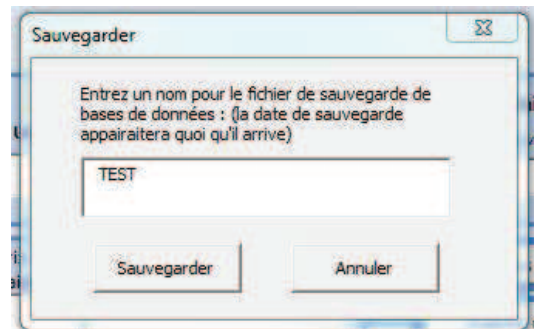 Sauvegarder
Entrez un nom pour le fichier de sauvegarde de
bases de données : (la date de sauvegarde
appairaitera quoi qu'il arrive)
TEST
Sauvegarder Annuler